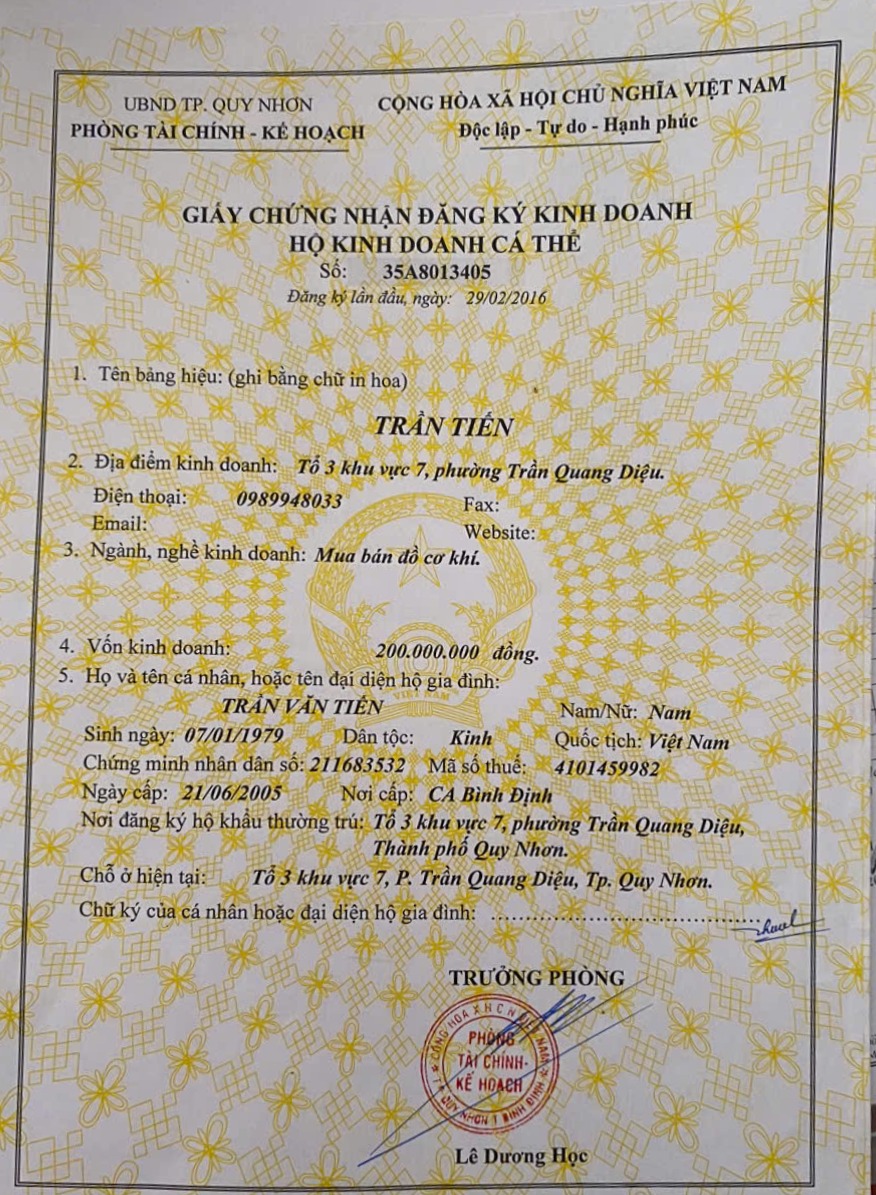 UBND TP. QUY NHƠN
PHÒNG TÀI CHÍNH - KẾ HOẠCH
CỘNG HÒA XÃ HỘI CHỦ NGHĨA VIỆT NAM
Độc lập - Tự do - Hạnh phúc
GIẤY CHỨNG NHẬN ĐĂNG KÝ KINH DOANH
HỘ KINH DOANH CÁ THỂ
Số: 35A8013405
Đăng ký lần đầu, ngày: 29/02/2016
1. Tên bảng hiệu: (ghi bằng chữ in hoa)
TRẦN TIẾN
2. Địa điểm kinh doanh: Tổ 3 khu vực 7, phường Trần Quang Diệu.
Điện thoại: 0989948033 Fax:
Email: Website:
3. Ngành, nghề kinh doanh: Mua bán đồ cơ khí.
4. Vốn kinh doanh: 200.000.000 đồng.
5. Họ và tên cá nhân, hoặc tên đại diện hộ gia đình:
VIỆT NAM
TRẦN VĂN TIẾN Nam/Nữ: Nam
Sinh ngày: 07/01/1979 Dân tộc: Kinh Quốc tịch: Việt Nam
Chứng minh nhân dân số: 211683532 Mã số thuế: 4101459982
Ngày cấp: 21/06/2005 Nơi cấp: CA Bình Định
Nơi đăng ký hộ khẩu thường trú: Tổ 3 khu vực 7, phường Trần Quang Diệu,
Thành phố Quy Nhơn.
Chỗ ở hiện tại: Tổ 3 khu vực 7, P. Trần Quang Diệu, Tp. Quy Nhơn.
Chữ ký của cá nhân hoặc đại diện hộ gia đình:
TRƯỞNG PHÒNG
CỘNG HÒA X H C N VIỆT NAM
PHÒNG
TÀI CHÍNH-
KẾ HOẠCH
QUY NHƠN T BÌNH ĐỊNH
Lê Dương Học